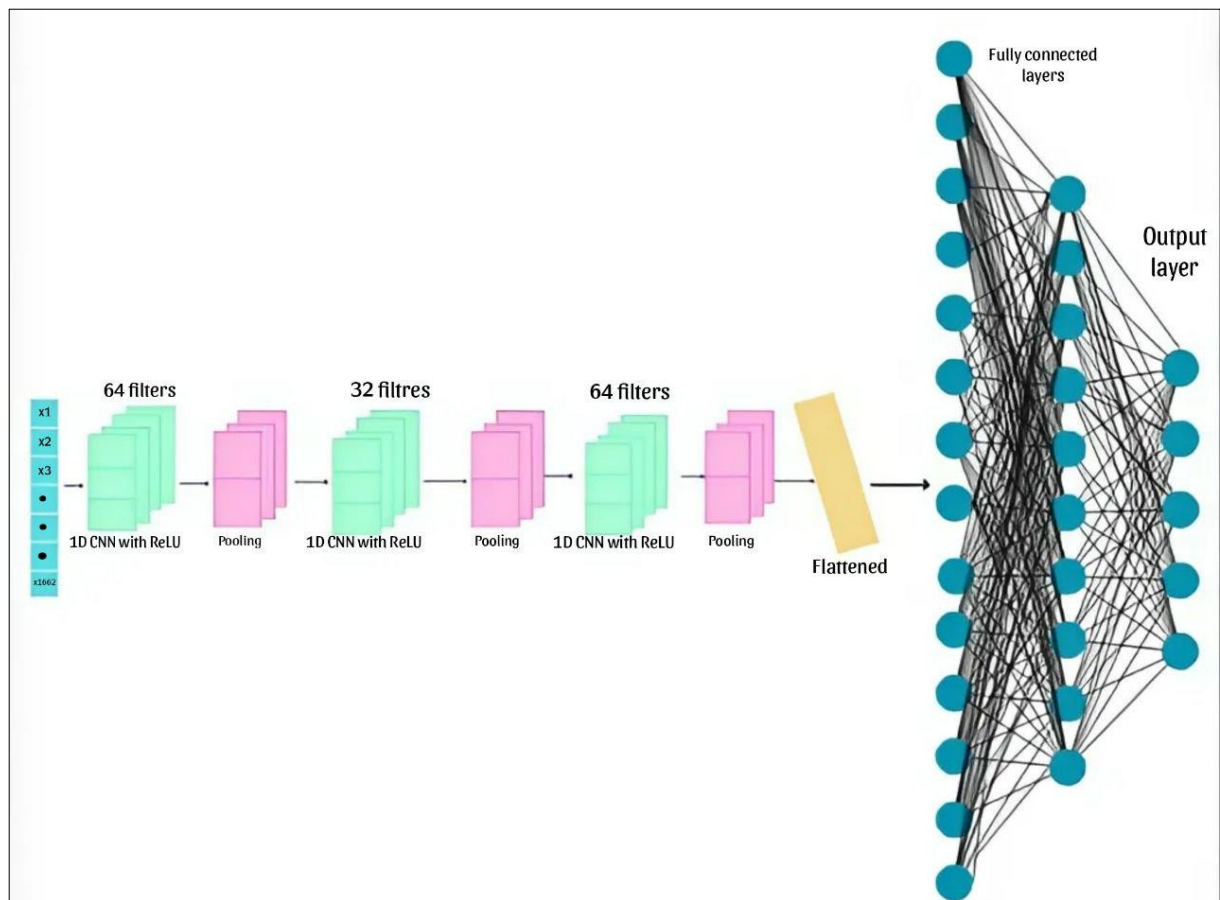 Fully connected
layers
Output
layer
64 filters
32 filtres
64 filters
x1
x2
x3
x1662
1D CNN with ReLU
Pooling
1D CNN with ReLU
Pooling
1D CNN with ReLU
Pooling
Flattened